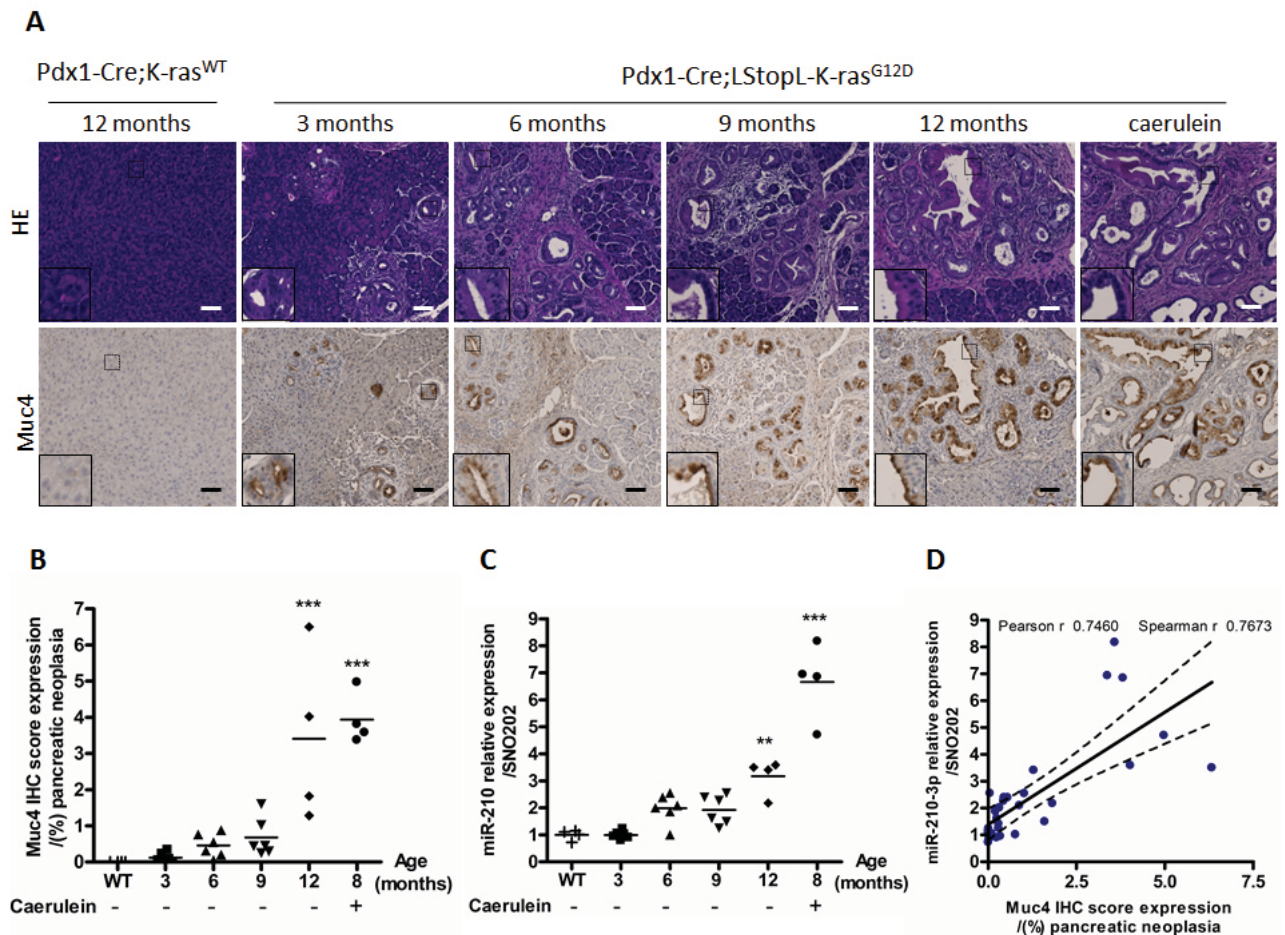 A
Pdx1-Cre;K-rasWT
Pdx1-Cre;LStopL-K-rasG12D
12 months
3 months
6 months
9 months
12 months
caerulein
HE
Muc4
B
Muc4 IHC score expression
/(%) pancreatic neoplasia
7
6
5
4
3
2
1
0
***
***
WT
3
6
9
12
8
Age
(months)
Caerulein
-
-
-
-
-
+
C
miR-210 relative expression
/SNO202
9
8
7
6
5
4
3
2
1
0
**
***
WT
3
6
9
12
8
Age
(months)
Caerulein
-
-
-
-
-
+
D
Pearson r 0.7460
Spearman r 0.7673
miR-210-3p relative expression
/SNO202
9
8
7
6
5
4
3
2
1
0
0.0
2.5
5.0
7.5
Muc4 IHC score expression
/(%) pancreatic neoplasia